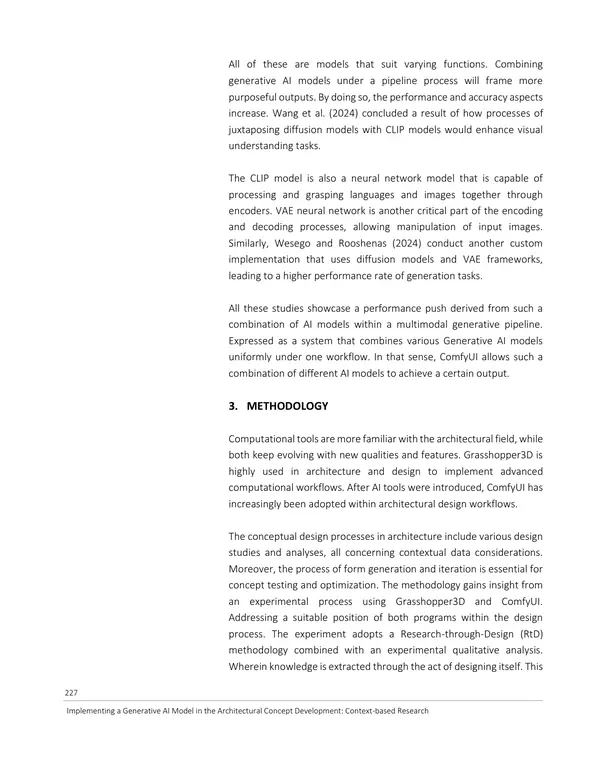 All of these are models that suit varying functions. Combining
generative AI models under a pipeline process will frame more
purposeful outputs. By doing so, the performance and accuracy aspects
increase. Wang et al. (2024) concluded a result of how processes of
juxtaposing diffusion models with CLIP models would enhance visual
understanding tasks.
The CLIP model is also a neural network model that is capable of
processing and grasping languages and images together through
encoders. VAE neural network is another critical part of the encoding
and decoding processes, allowing manipulation of input images.
Similarly, Wesego and Rooshenas (2024) conduct another custom
implementation that uses diffusion models and VAE frameworks,
leading to a higher performance rate of generation tasks.
All these studies showcase a performance push derived from such a
combination of AI models within a multimodal generative pipeline.
Expressed as a system that combines various Generative AI models
uniformly under one workflow. In that sense, ComfyUI allows such a
combination of different AI models to achieve a certain output.
3. METHODOLOGY
Computational tools are more familiar with the architectural field, while
both keep evolving with new qualities and features. Grasshopper3D is
highly used in architecture and design to implement advanced
computational workflows. After AI tools were introduced, ComfyUI has
increasingly been adopted within architectural design workflows.
The conceptual design processes in architecture include various design
studies and analyses, all concerning contextual data considerations.
Moreover, the process of form generation and iteration is essential for
concept testing and optimization. The methodology gains insight from
an experimental process using Grasshopper3D and ComfyUI.
Addressing a suitable position of both programs within the design
process. The experiment adopts a Research-through-Design (RtD)
methodology combined with an experimental qualitative analysis.
Wherein knowledge is extracted through the act of designing itself. This
227
Implementing a Generative AI Model in the Architectural Concept Development: Context-based Research